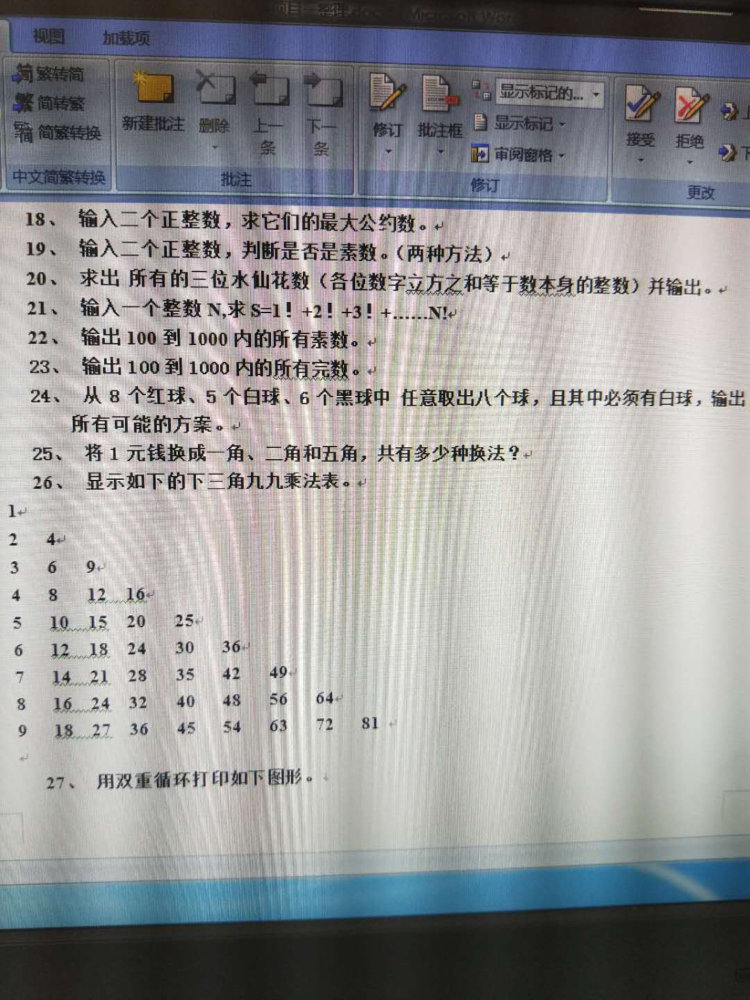 项目一整理.doc Microsoft Word
视图 加载项
繁转简
简转繁
简繁转换
中文简繁转换
新建批注 删除 上一条 下一条
批注
修订 批注框
显示标记的...
显示标记
审阅窗格
修订
接受 拒绝
更改
18、 输入二个正整数，求它们的最大公约数。
19、 输入二个正整数，判断是否是素数。（两种方法）
20、 求出 所有的三位水仙花数（各位数字立方之和等于数本身的整数）并输出。
21、 输入一个整数 N,求 S=1！+2！+3！+……N!
22、 输出 100 到 1000 内的所有素数。
23、 输出 100 到 1000 内的所有完数。
24、 从 8 个红球、5 个白球、6 个黑球中 任意取出八个球，且其中必须有白球，输出
所有可能的方案。
25、 将 1 元钱换成一角、二角和五角，共有多少种换法？
26、 显示如下的下三角九九乘法表。
1
2 4
3 6 9
4 8 12 16
5 10 15 20 25
6 12 18 24 30 36
7 14 21 28 35 42 49
8 16 24 32 40 48 56 64
9 18 27 36 45 54 63 72 81
27、 用双重循环打印如下图形。